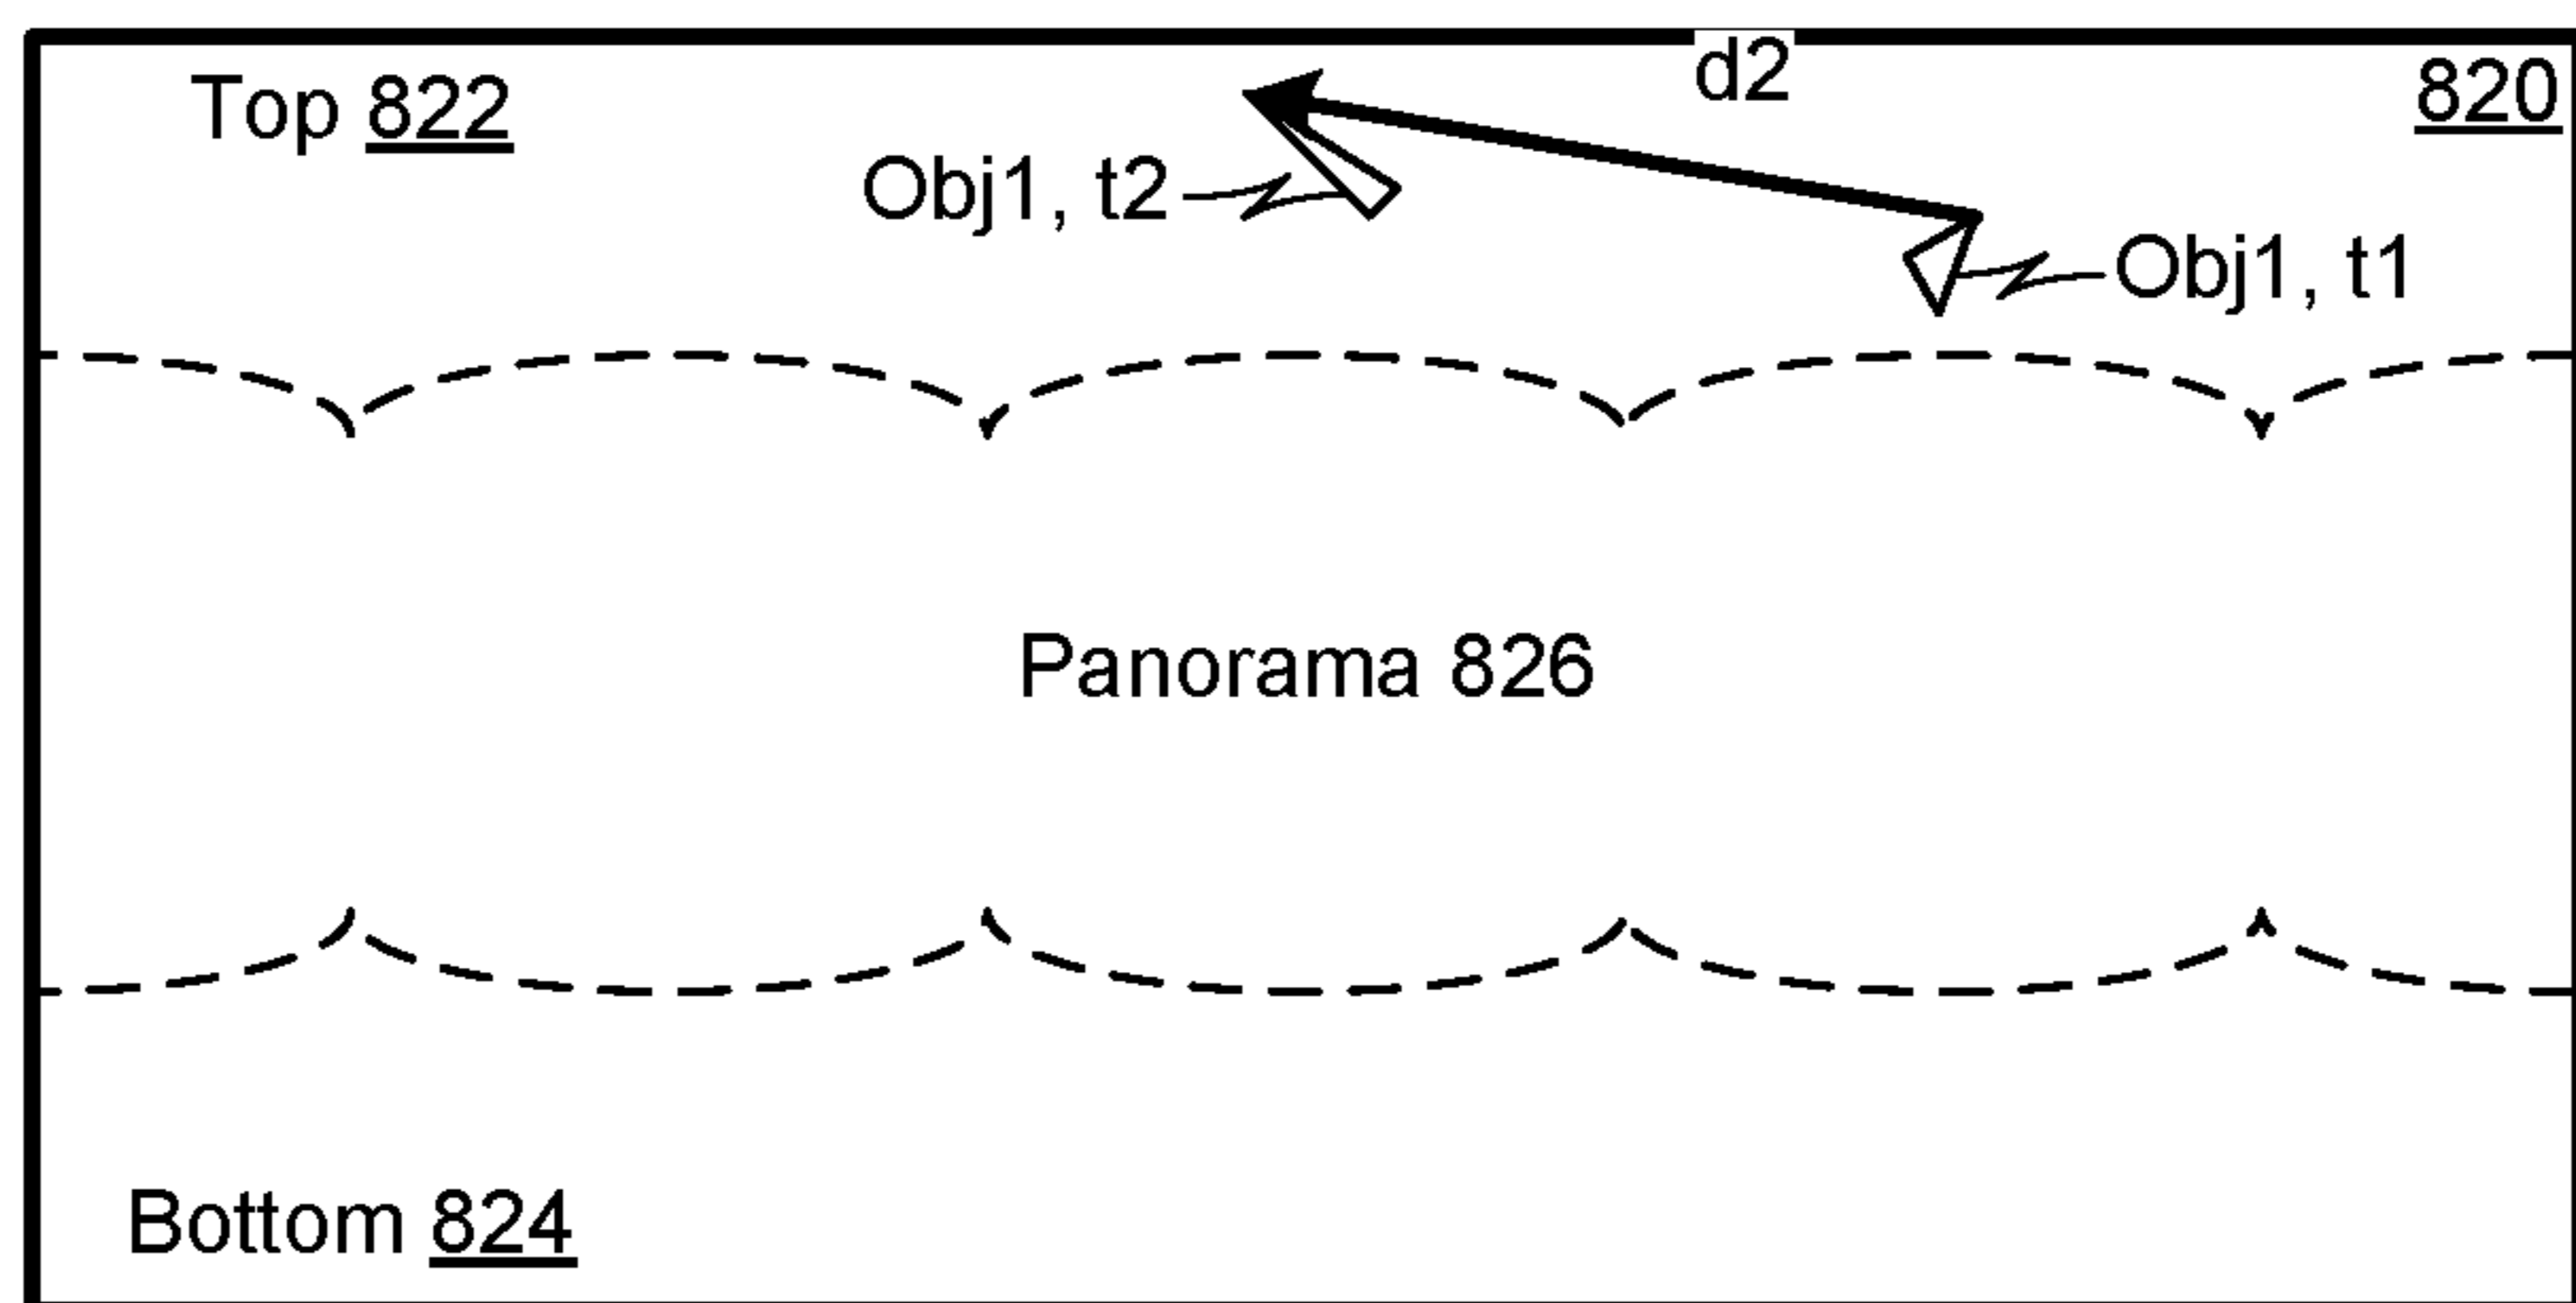 d2
Top 822
820
Obj1, t2
Obj1, t1
Panorama 826
Bottom 824